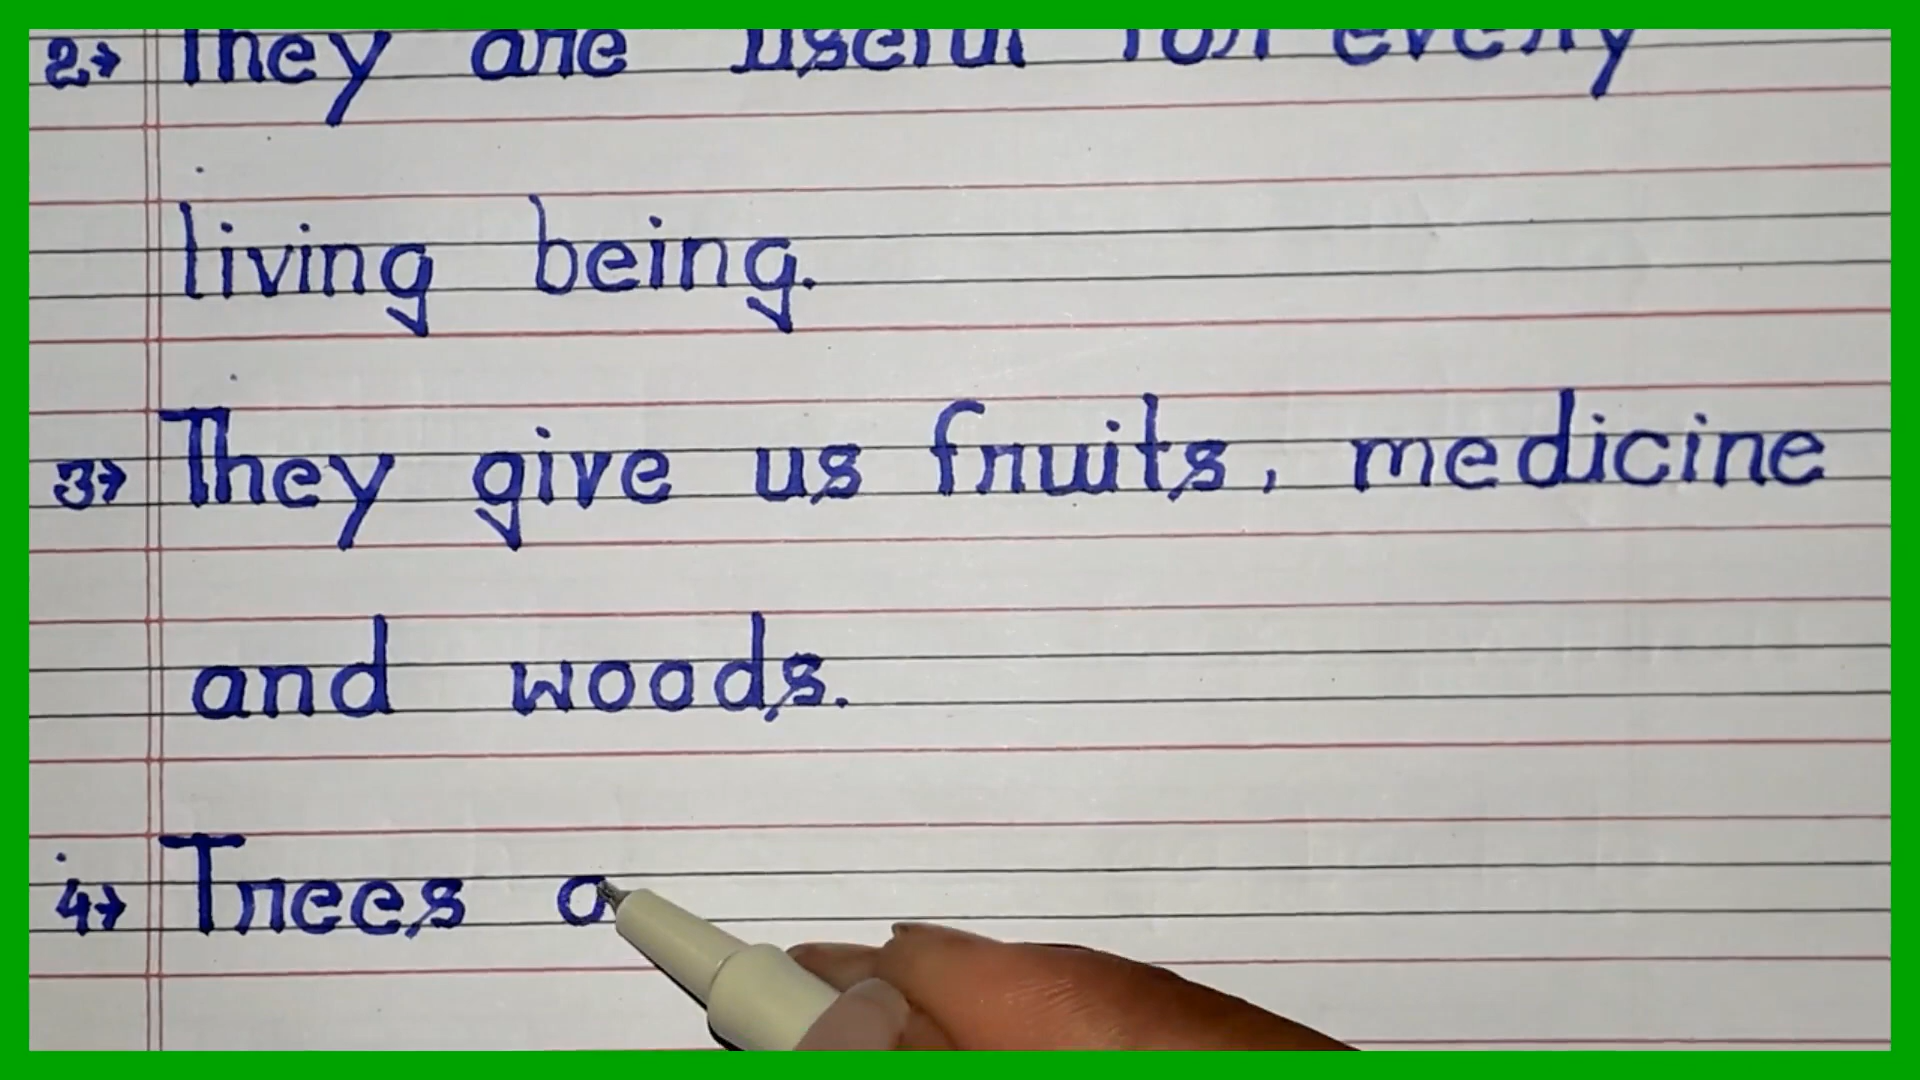 2→ They are useful for every
living being.
3→ They give us fruits, medicine
and woods.
4→ Trees a